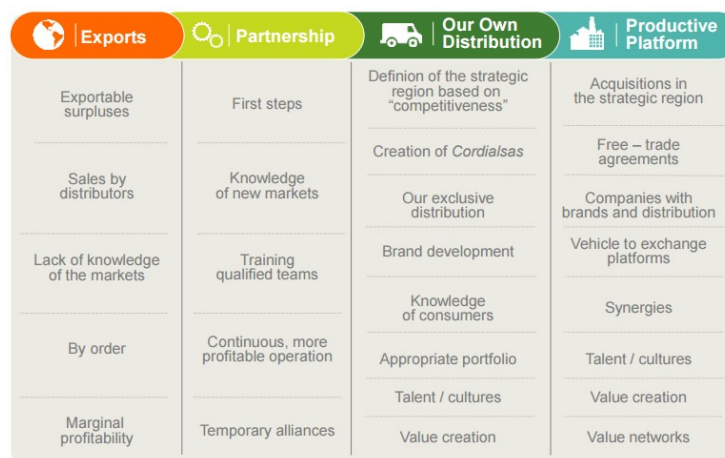 Exports
Exportable
surpluses
Sales by
distributors
Lack of knowledge
of the markets
By order
Marginal
profitability
Partnership
First steps
Knowledge
of new markets
Training
qualified teams
Continuous, more
profitable operation
Temporary alliances
Our Own
Distribution
Definion of the strategic
region based on
“competitiveness”
Creation of Cordialsas
Our exclusive
distribution
Brand development
Knowledge
of consumers
Appropriate portfolio
Talent / cultures
Value creation
Productive
Platform
Acquisitions in
the strategic region
Free – trade
agreements
Companies with
brands and distribution
Vehicle to exchange
platforms
Synergies
Talent / cultures
Value creation
Value networks